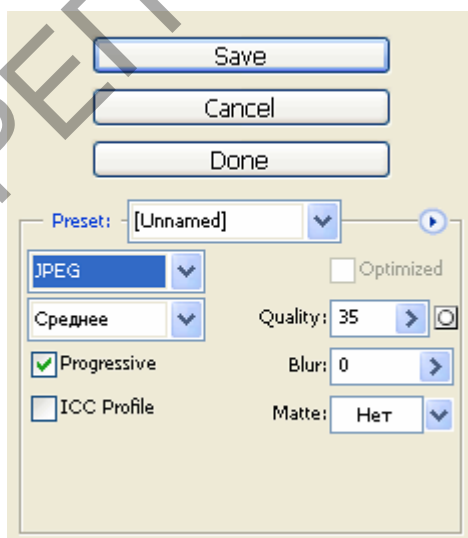 Save
Cancel
Done
Preset: [Unnamed]
JPEG Optimized
Среднее Quality: 35
Progressive Blur: 0
ICC Profile Matte: Нет